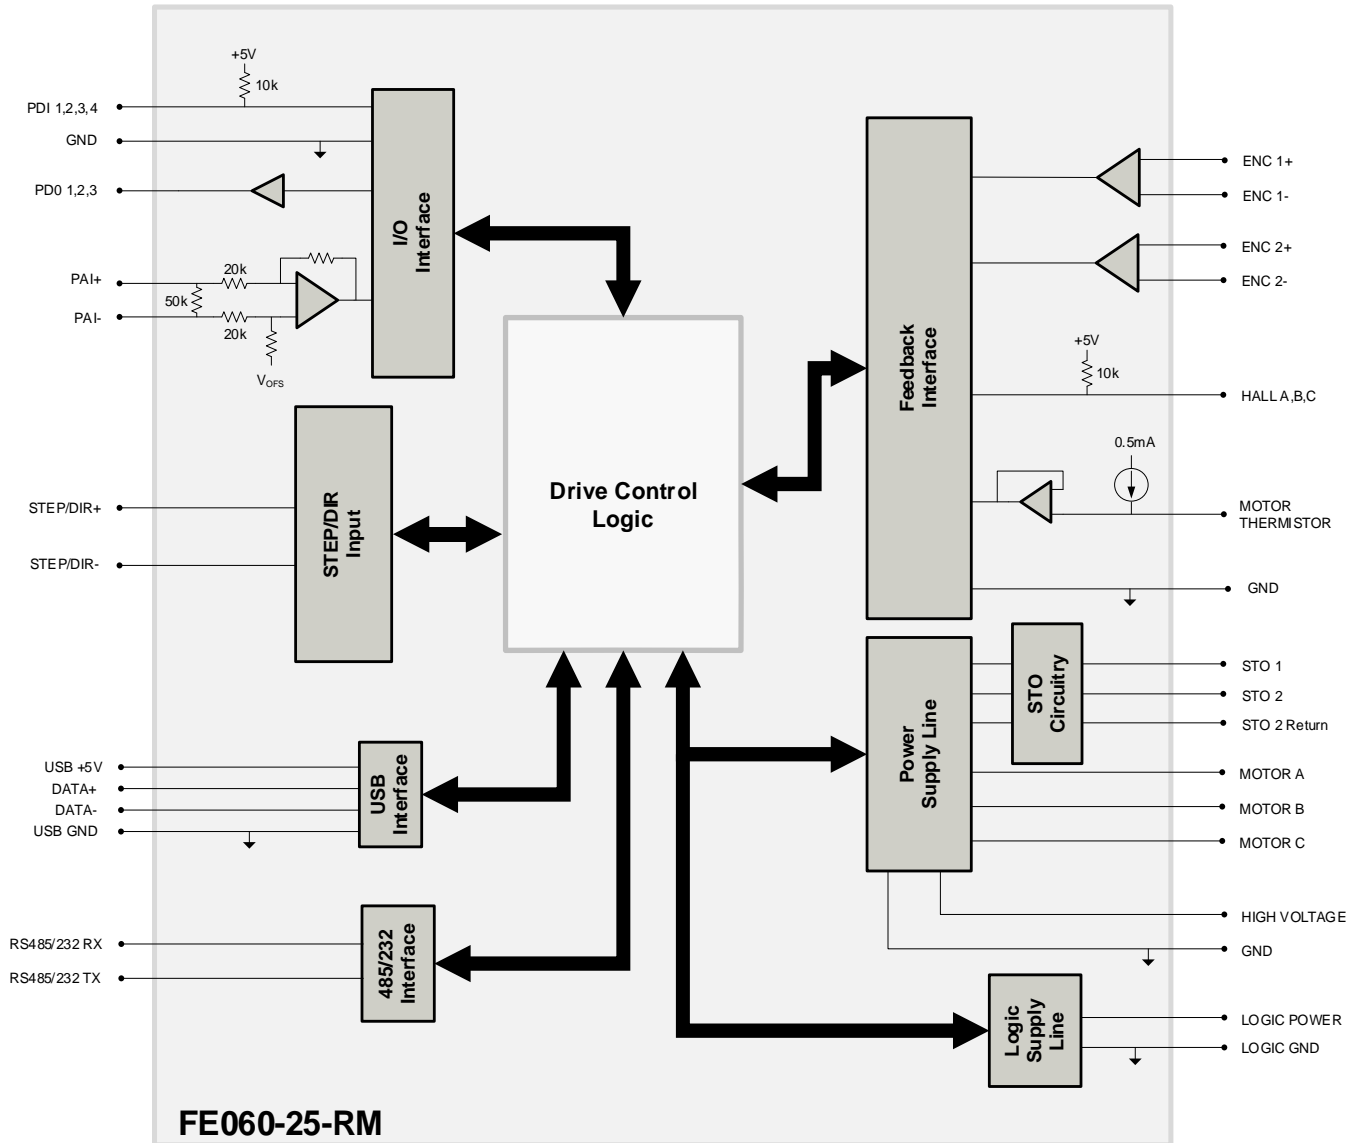 +5V
10k
PDI 1,2,3,4
GND
PD0 1,2,3
PAI+
20k
50k
PAI-
20k
VOFS
I/O
Interface
STEP/DIR+
STEP/DIR-
STEP/DIR
Input
Drive Control
Logic
Feedback
Interface
ENC 1+
ENC 1-
ENC 2+
ENC 2-
+5V
10k
HALL A,B,C
0.5mA
MOTOR
THERMISTOR
GND
STO
Circuitry
STO 1
STO 2
STO 2 Return
Power
Supply Line
MOTOR A
MOTOR B
MOTOR C
HIGH VOLTAGE
GND
USB +5V
DATA+
DATA-
USB GND
USB
Interface
RS485/232 RX
RS485/232 TX
485/232
Interface
Logic
Supply
Line
LOGIC POWER
LOGIC GND
FE060-25-RM